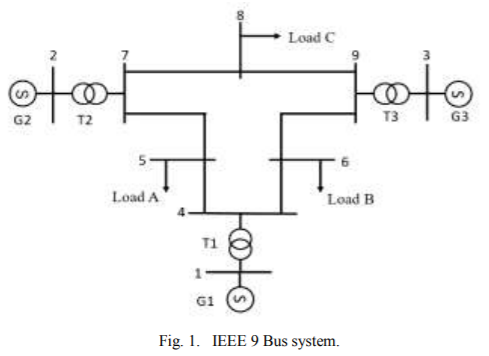 8
Load C
2
7
9
3
S
S
G2
T2
T3
G3
5
6
Load A
Load B
4
T1
1
G1
S
Fig. 1. IEEE 9 Bus system.